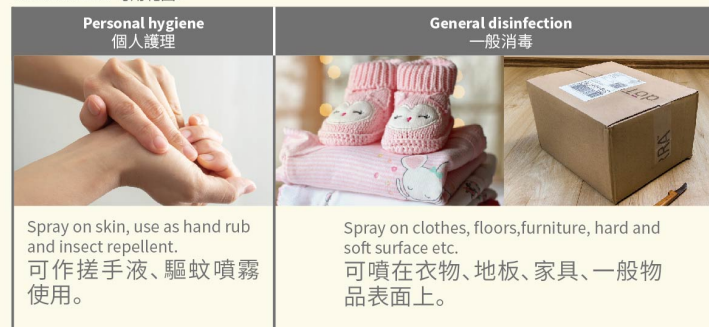 Personal hygiene
個人護理
General disinfection
一般消毒
Spray on skin, use as hand rub
and insect repellent.
可作搓手液、驅蚊噴霧
使用。
Spray on clothes, floors,furniture, hard and
soft surface etc.
可噴在衣物、地板、家具、一般物
品表面上。